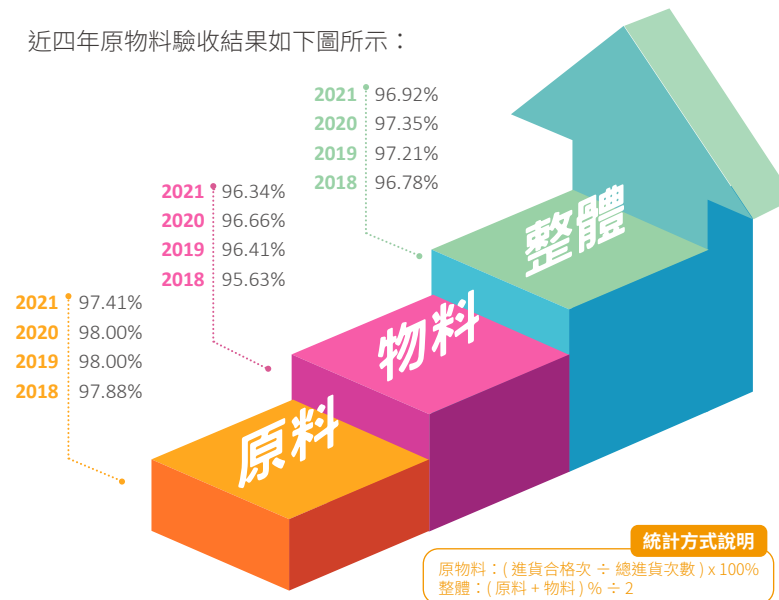 近四年原物料驗收結果如下圖所示：
2021 96.92%
2020 97.35%
2019 97.21%
2018 96.78%
整體
2021 96.34%
2020 96.66%
2019 96.41%
2018 95.63%
物料
2021 97.41%
2020 98.00%
2019 98.00%
2018 97.88%
原料
統計方式說明
原物料：( 進貨合格次 ÷ 總進貨次數 ) x 100%
整體：( 原料 + 物料 ) % ÷ 2